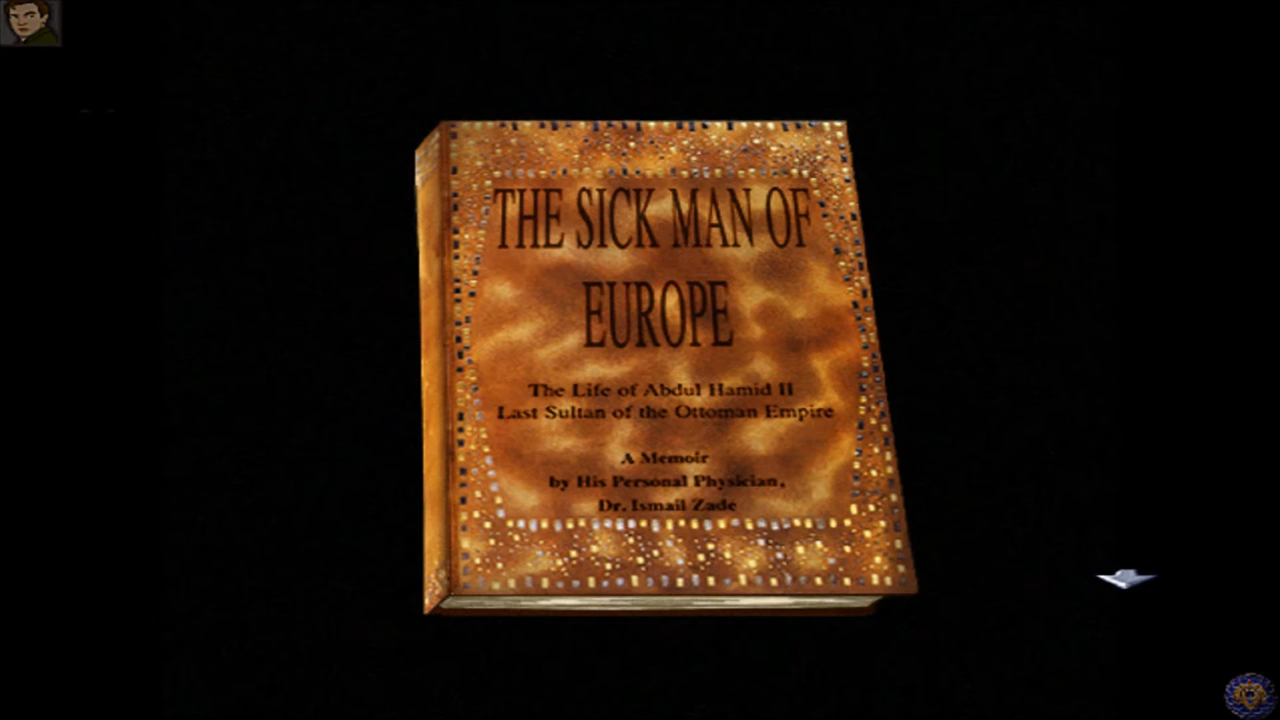 THE SICK MAN OF
EUROPE
The Life of Abdul Hamid II
Last Sultan of the Ottoman Empire
A Memoir
by His Personal Physician,
Dr. Ismail Zade